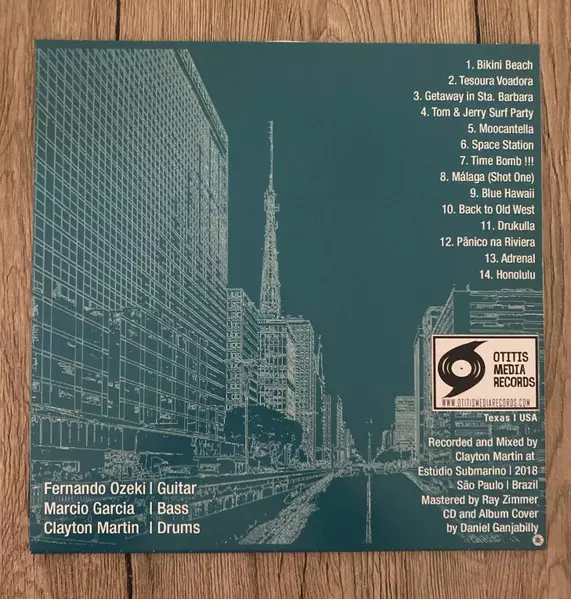 1. Bikini Beach
2. Tesoura Voadora
3. Getaway in Sta. Barbara
4. Tom & Jerry Surf Party
5. Moocantella
6. Space Station
7. Time Bomb !!!
8. Málaga (Shot One)
9. Blue Hawaii
10. Back to Old West
11. Drukulla
12. Pânico na Riviera
13. Adrenal
14. Honolulu
OTITIS
MEDIA
RECORDS
WWW.OTITISMEDIARECORDS.COM
Texas | USA
Recorded and Mixed by
Clayton Martin at
Estúdio Submarino | 2018
São Paulo | Brazil
Mastered by Ray Zimmer
CD and Album Cover
by Daniel Ganjabilly
Fernando Ozeki | Guitar
Marcio Garcia | Bass
Clayton Martin | Drums